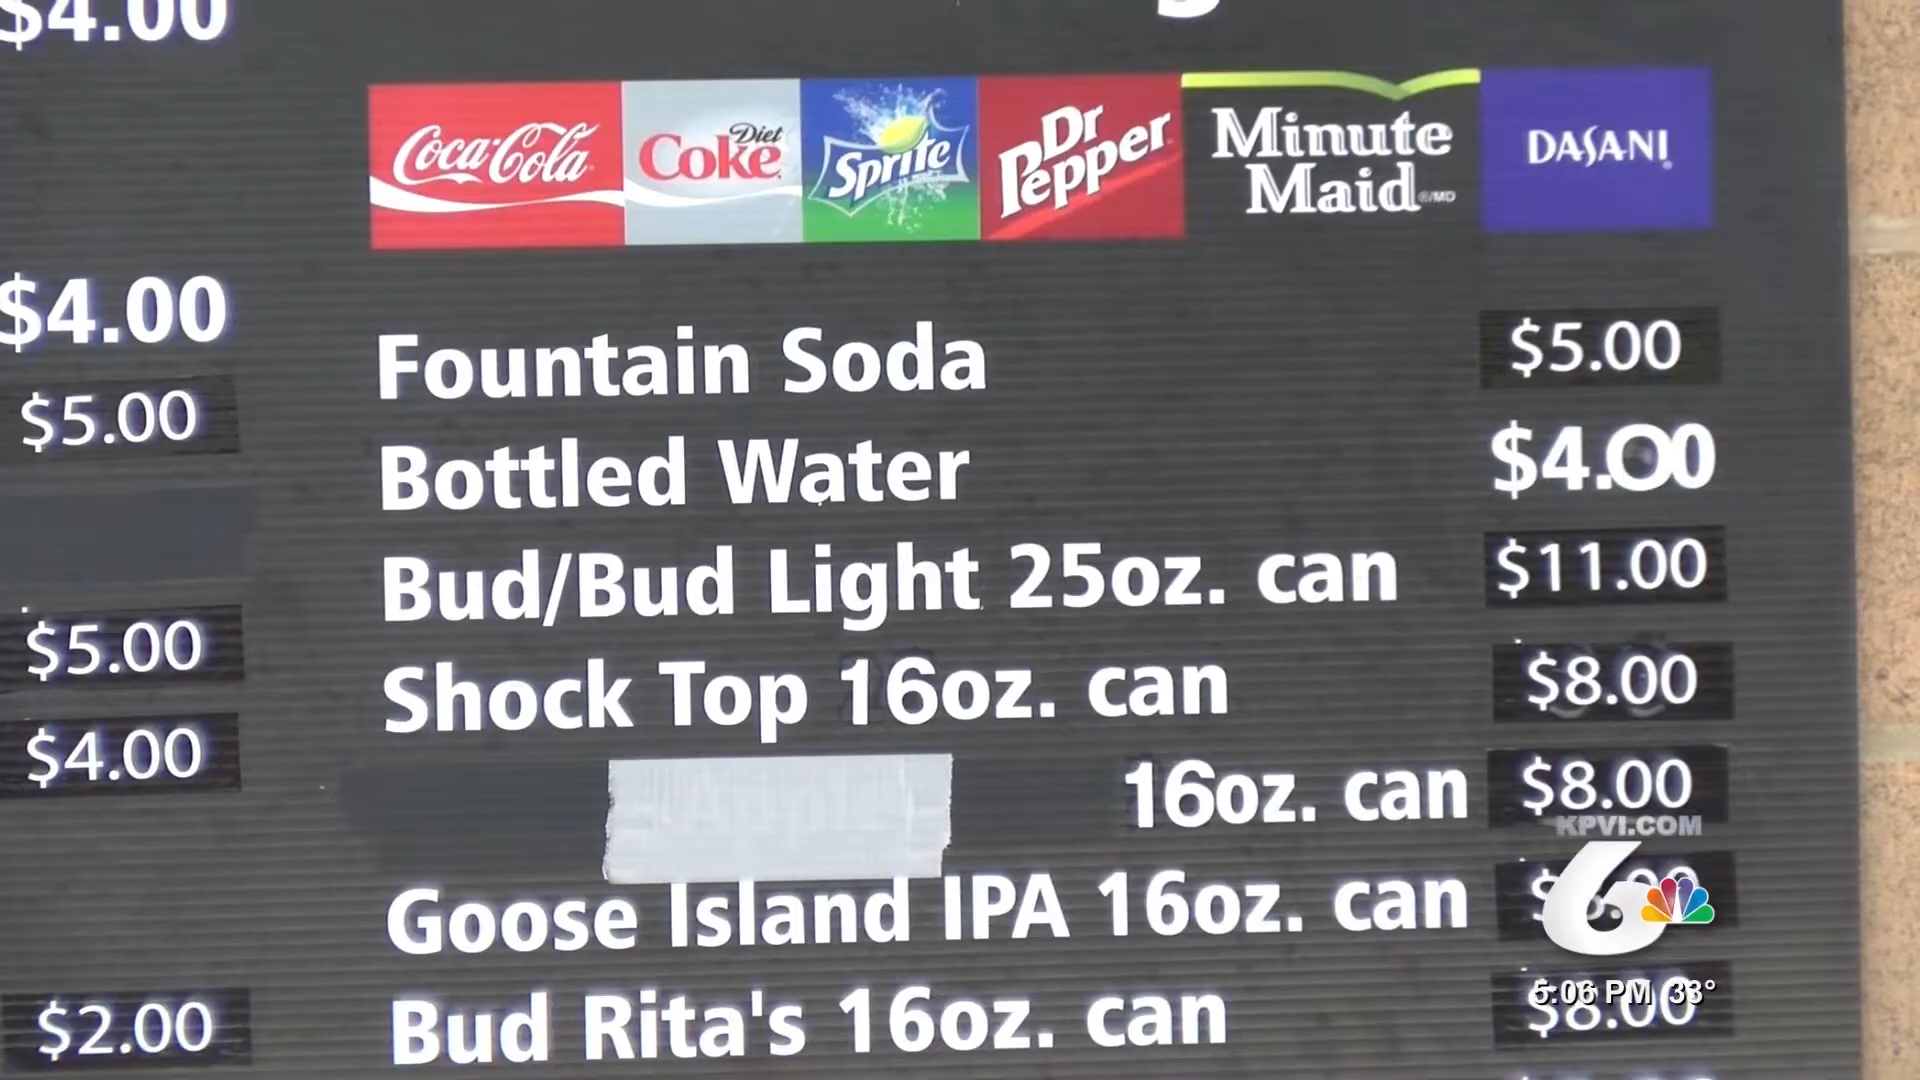 $4.00
Coca-Cola Diet Coke Sprite Dr Pepper Minute Maid ®/MD DASANI
$4.00
Fountain Soda $5.00
$5.00
Bottled Water $4.00
Bud/Bud Light 25oz. can $11.00
$5.00
Shock Top 16oz. can $8.00
$4.00
16oz. can $8.00
KPVI.COM
6
Goose Island IPA 16oz. can
5:06 PM 33°
$2.00
Bud Rita's 16oz. can $8.00